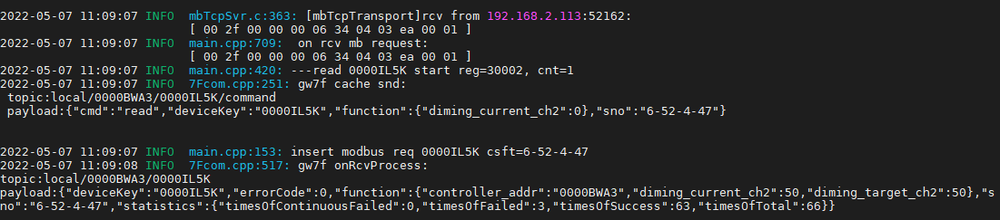 2022-05-07 11:09:07 INFO  mbTcpSvr.c:363: [mbTcpTransport]rcv from 192.168.2.113:52162:
[ 00 2f 00 00 00 06 34 04 03 ea 00 01 ]
2022-05-07 11:09:07 INFO  main.cpp:709:  on rcv mb request:
[ 00 2f 00 00 00 06 34 04 03 ea 00 01 ]
2022-05-07 11:09:07 INFO  main.cpp:420: ---read 0000IL5K start reg=30002, cnt=1
2022-05-07 11:09:07 INFO  7Fcom.cpp:251: gw7f cache snd:
topic:local/0000BWA3/0000IL5K/command
payload:{"cmd":"read","deviceKey":"0000IL5K","function":{"diming_current_ch2":0},"sno":"6-52-4-47"}
2022-05-07 11:09:07 INFO  main.cpp:153: insert modbus req 0000IL5K csft=6-52-4-47
2022-05-07 11:09:08 INFO  7Fcom.cpp:517: gw7f onRcvProcess:
topic:local/0000BWA3/0000IL5K
payload:{"deviceKey":"0000IL5K","errorCode":0,"function":{"controller_addr":"0000BWA3","diming_current_ch2":50,"diming_target_ch2":50},"s
no":"6-52-4-47","statistics":{"timesOfContinuousFailed":0,"timesOfFailed":3,"timesOfSuccess":63,"timesOfTotal":66}}